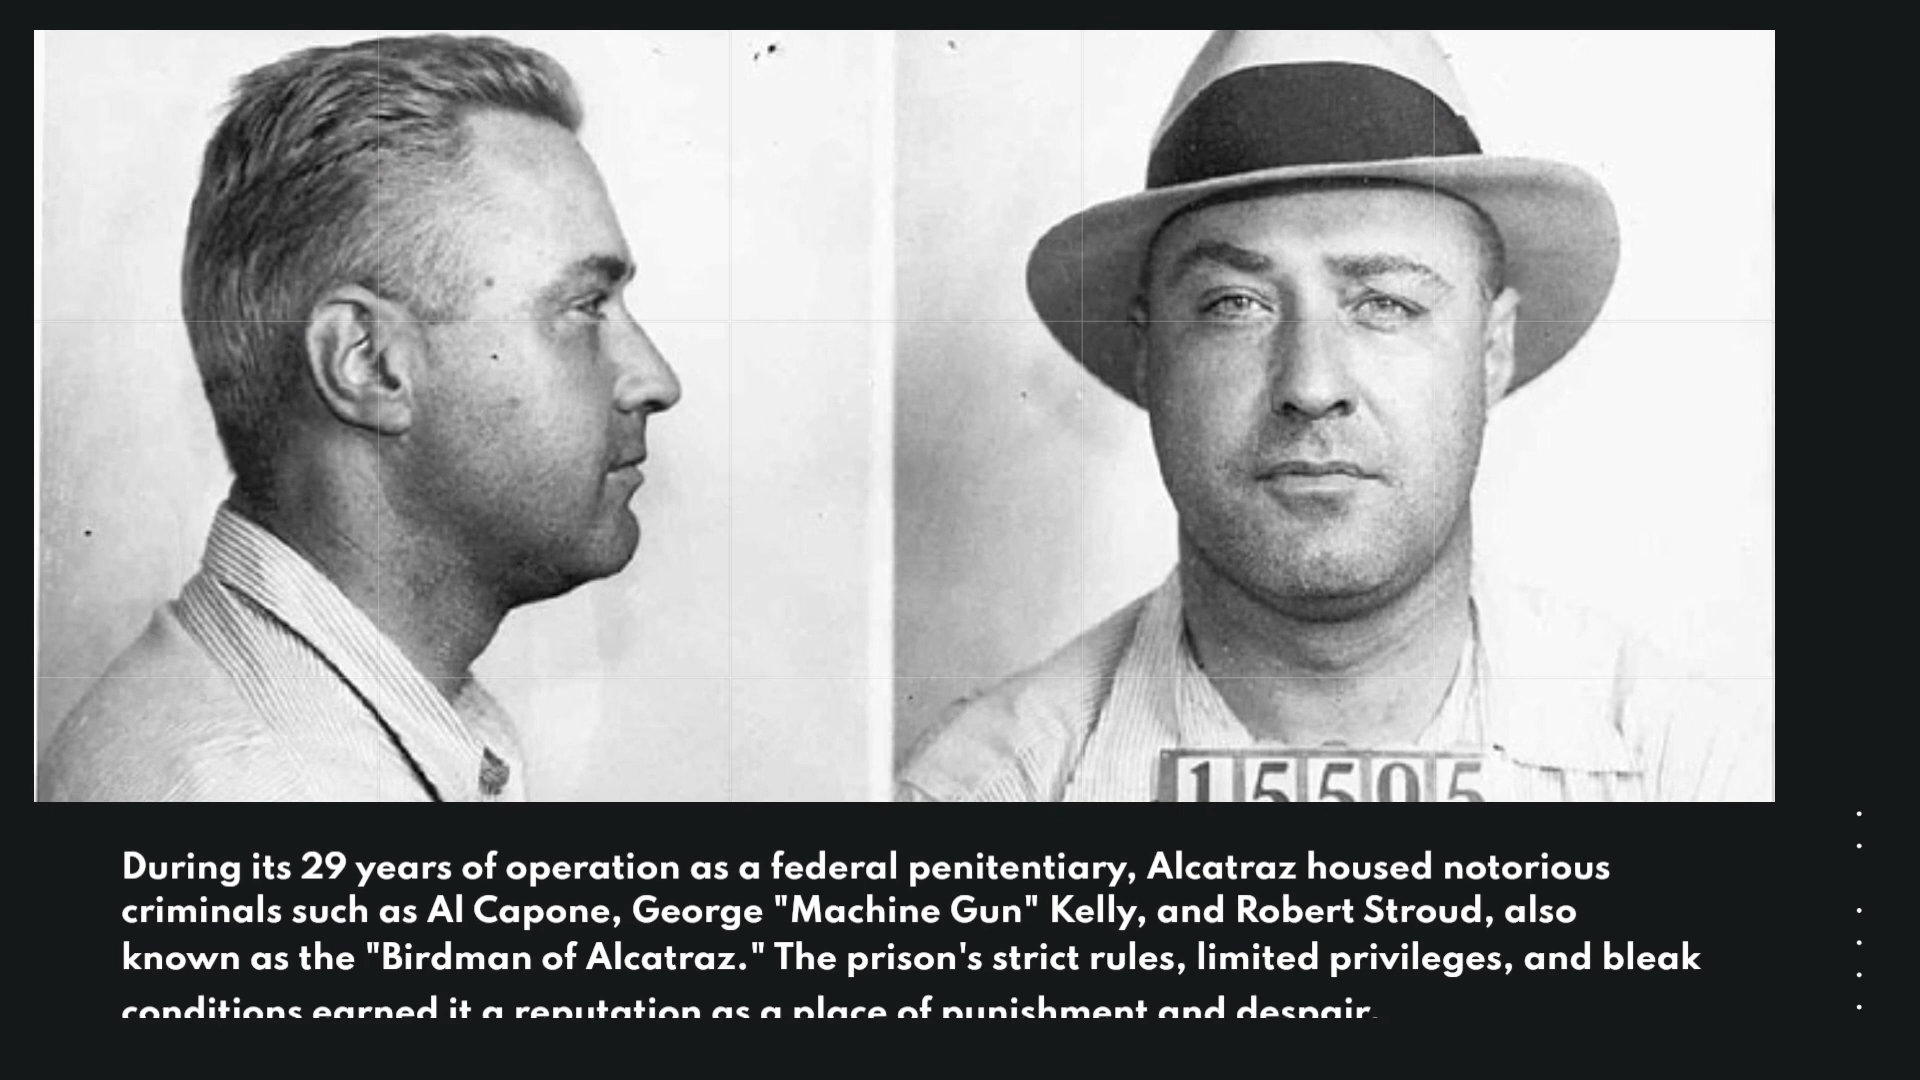 15595
During its 29 years of operation as a federal penitentiary, Alcatraz housed notorious
criminals such as Al Capone, George "Machine Gun" Kelly, and Robert Stroud, also
known as the "Birdman of Alcatraz." The prison's strict rules, limited privileges, and bleak
conditions earned it a reputation as a place of punishment and despair.